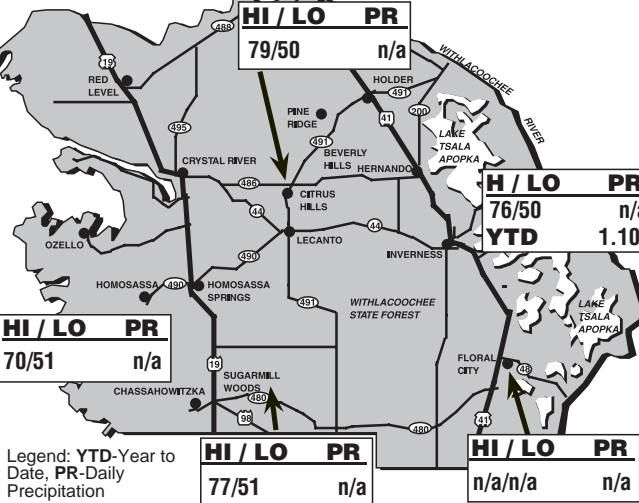 HI / LO PR
79/50 n/a
488
19
RED
LEVEL
HOLDER
WITHLACOOCHEE
RIVER
491
PINE
RIDGE
41
200
495
491
LAKE
TSALA
APOPKA
CRYSTAL RIVER
BEVERLY
HILLS
HERNANDO
486
CITRUS
HILLS
H / LO PR
76/50 n/a
YTD 1.10
44
44
OZELLO
LECANTO
INVERNESS
490
HOMOSASSA
490
HOMOSASSA
SPRINGS
491
WITHLACOOCHEE
STATE FOREST
LAKE
TSALA
APOPKA
HI / LO PR
70/51 n/a
19
FLORAL
CITY
48
SUGARMILL
WOODS
CHASSAHOWITZKA
480
98
480
41
Legend: YTD-Year to
Date, PR-Daily
Precipitation
HI / LO PR
77/51 n/a
HI / LO PR
n/a/n/a n/a